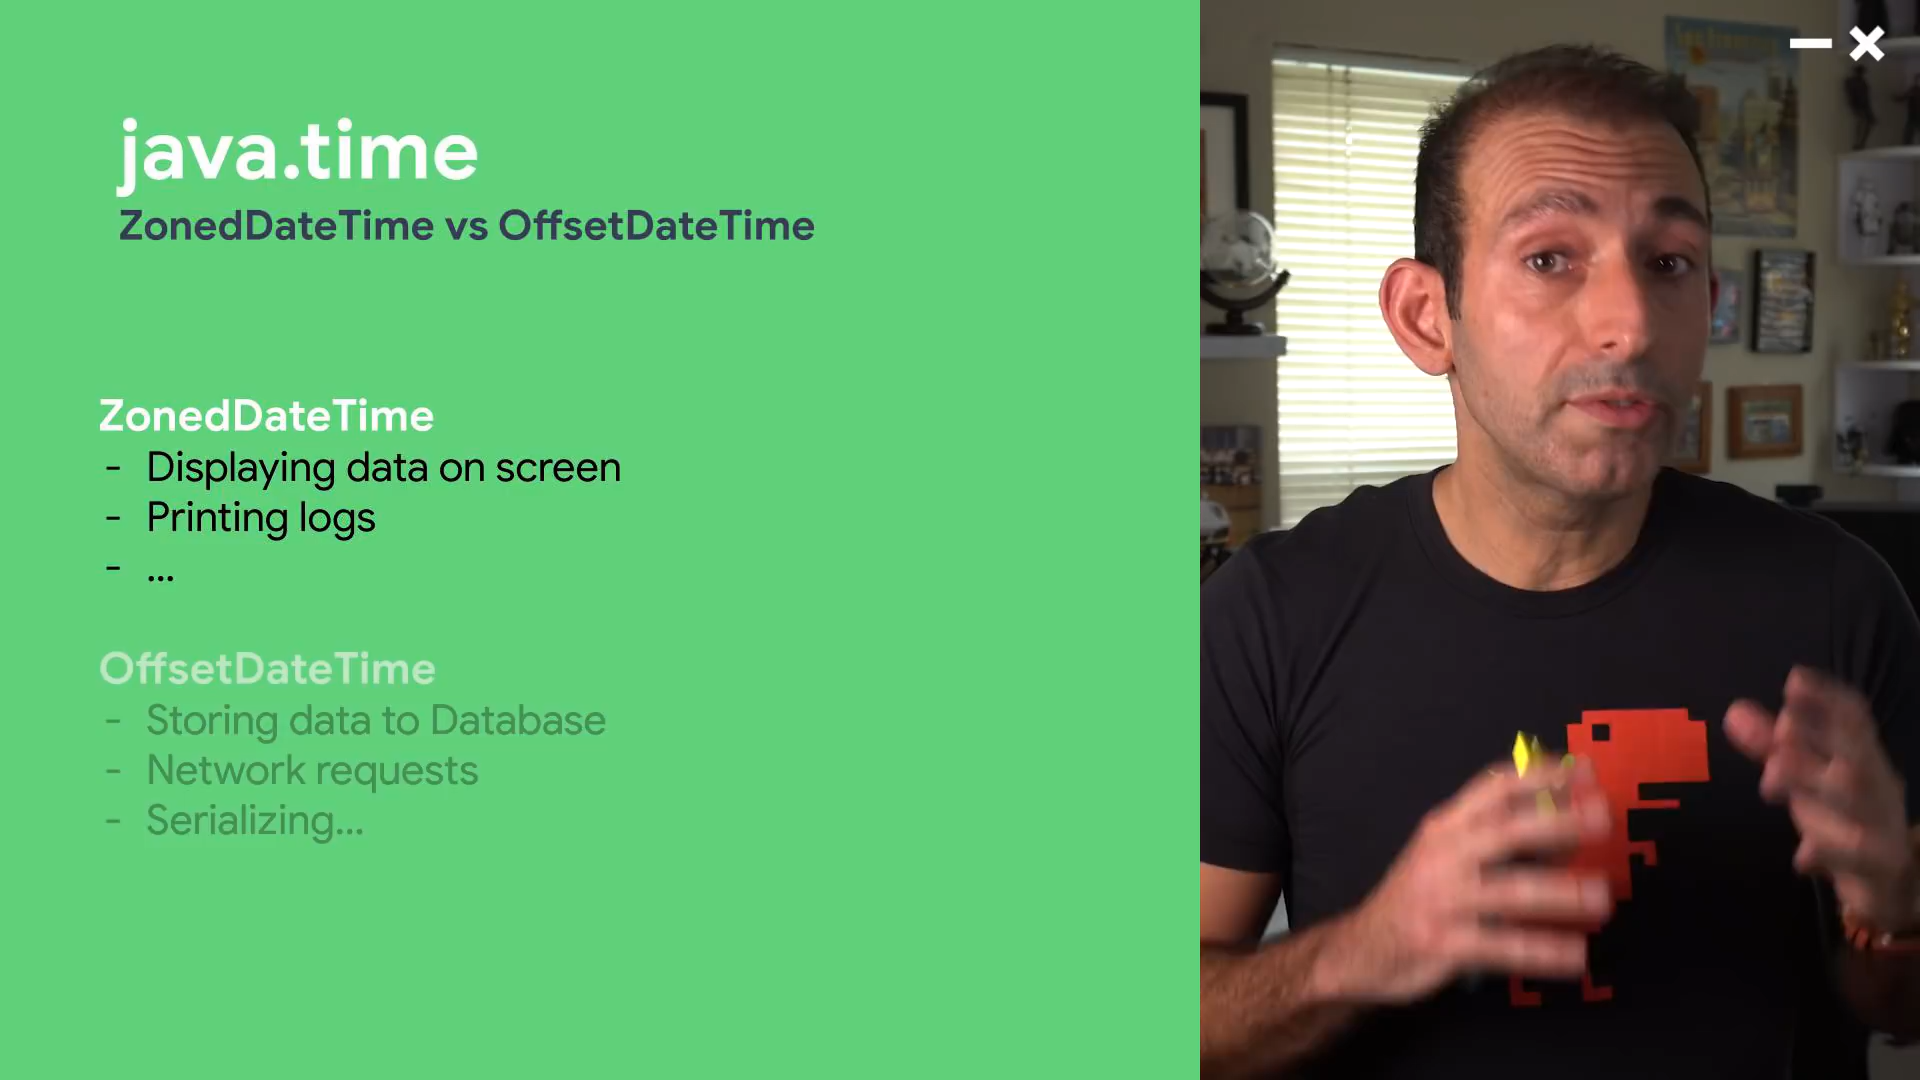 java.time
ZonedDateTime vs OffsetDateTime
ZonedDateTime
- Displaying data on screen
- Printing logs
- ...
OffsetDateTime
- Storing data to Database
- Network requests
- Serializing...